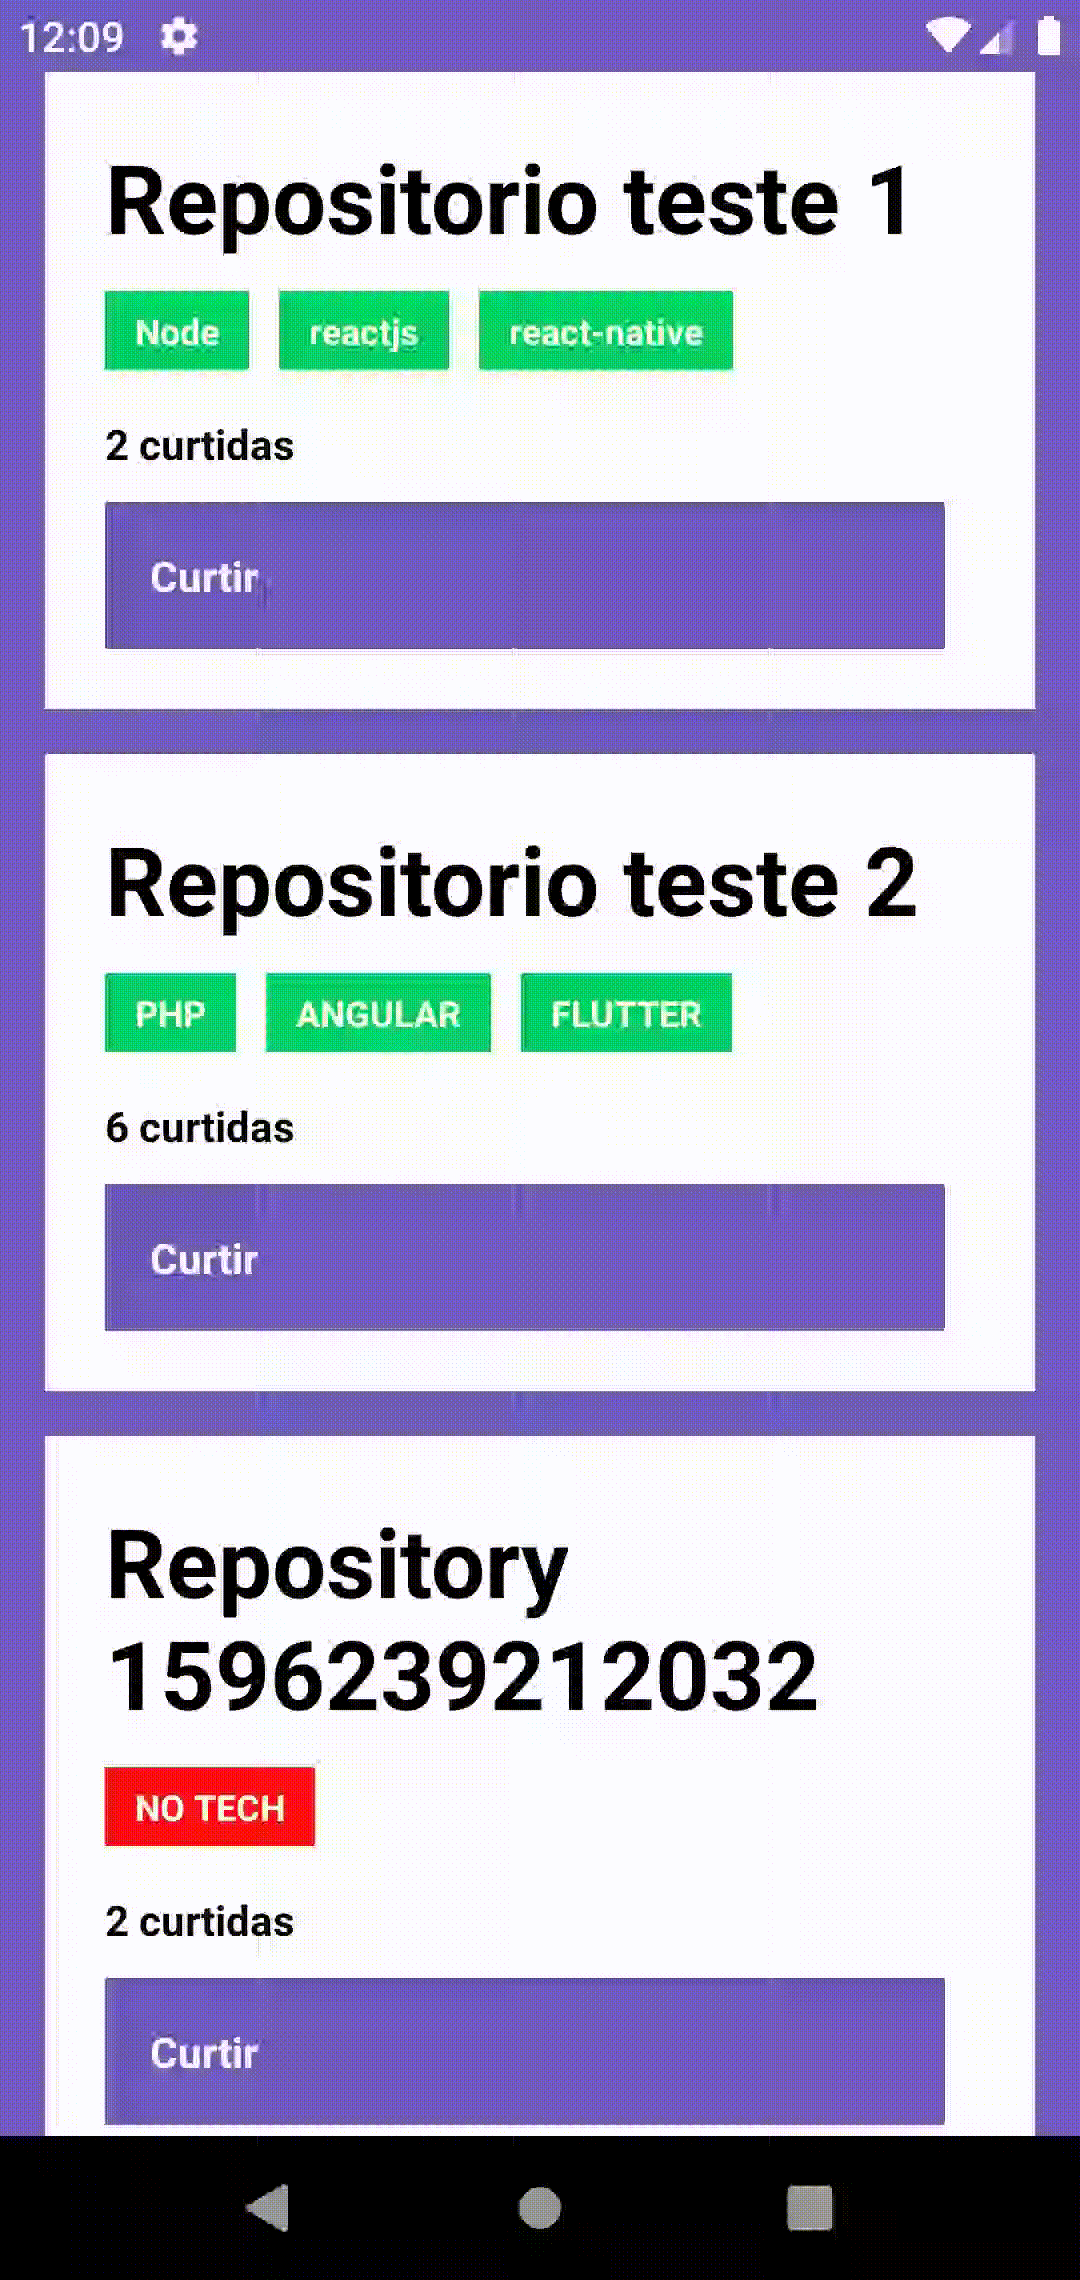 12:09
Repositorio teste 1
Node reactjs react-native
2 curtidas
Curtir
Repositorio teste 2
PHP ANGULAR FLUTTER
6 curtidas
Curtir
Repository
1596239212032
NO TECH
2 curtidas
Curtir